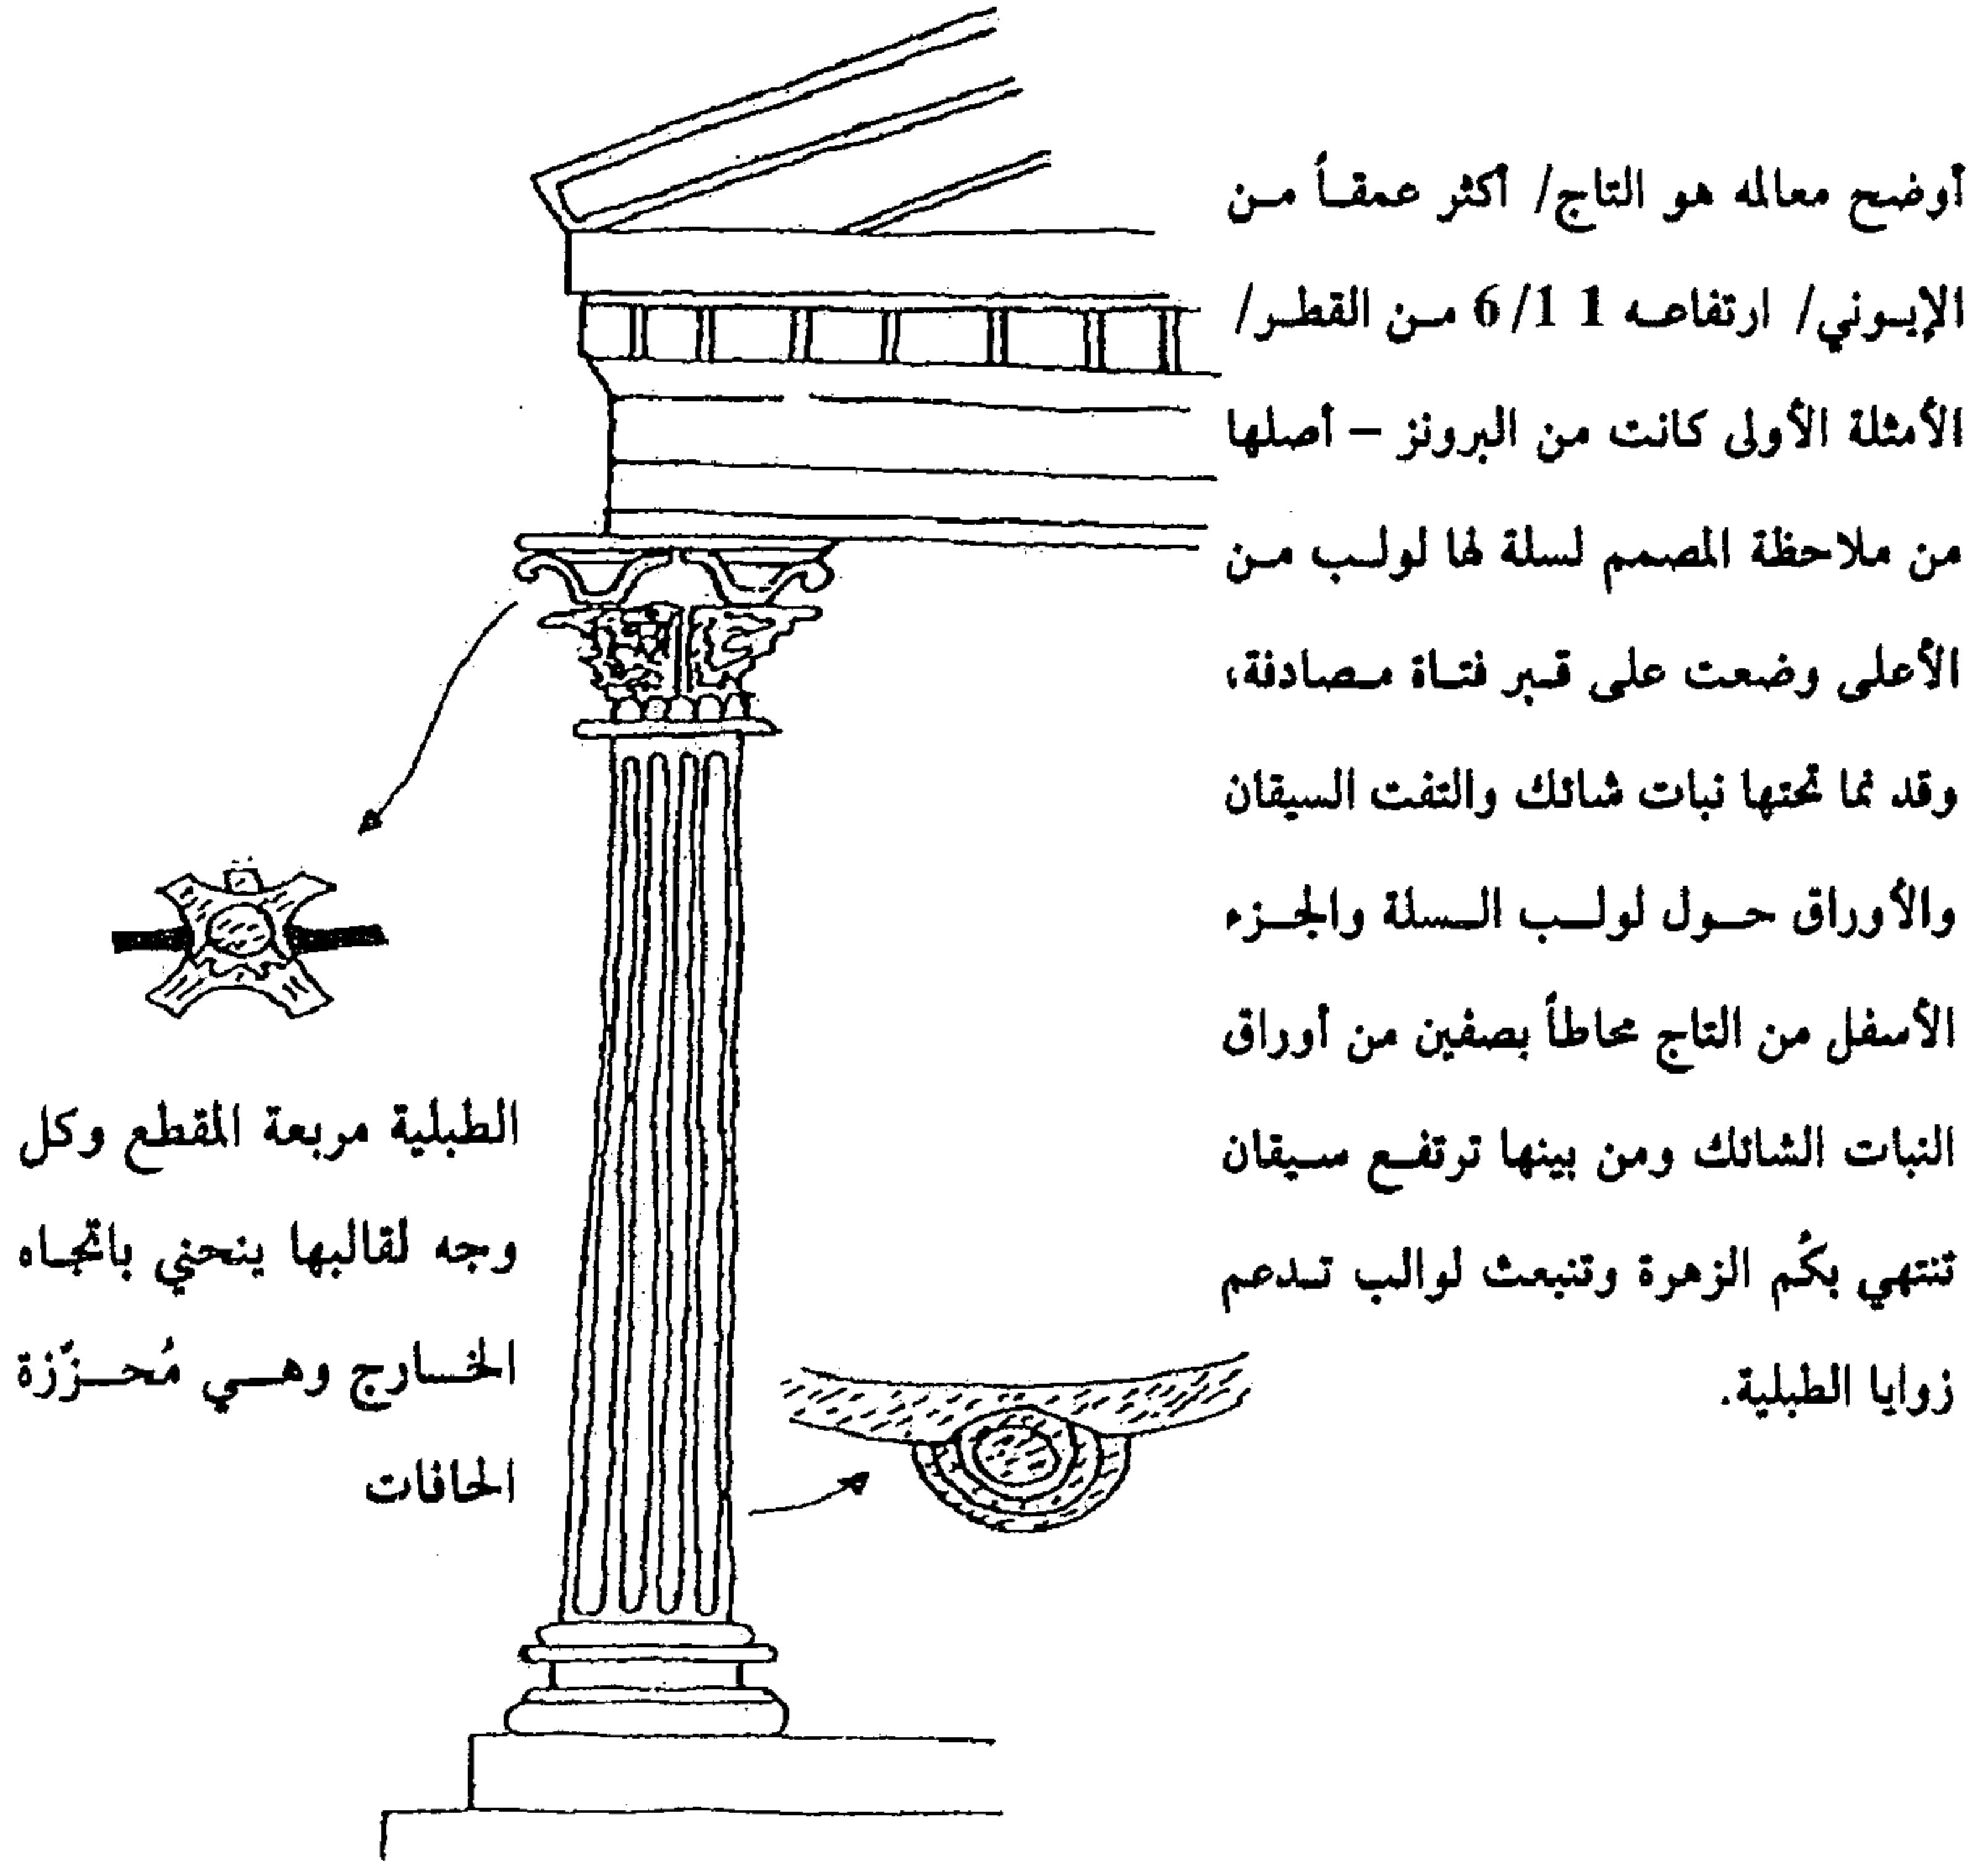 أوضح معالمه هو التاج/ أكثر عمقاً من
الإيوني/ ارتفاعه 6/11 من القطر/
الأمثلة الأولى كانت من البرونز – أصلها
من ملاحظة المصمم لسلة لها لولب من
الأعلى وضعت على قبر فتاة مصادفة،
وقد نما تحتها نبات شائك والتفت السيقان
والأوراق حول لولب السلة والجزء
الأسفل من التاج محاطاً بصفين من أوراق
النبات الشائك ومن بينها ترتفع سيقان
تنتهي بكُم الزهرة وتنبعث لوالب تدعم
زوايا الطبلية.
الطبلية مربعة المقطع وكل
وجه لقالبها ينحني باتجاه
الخارج وهي مُحزّزة
الحافات